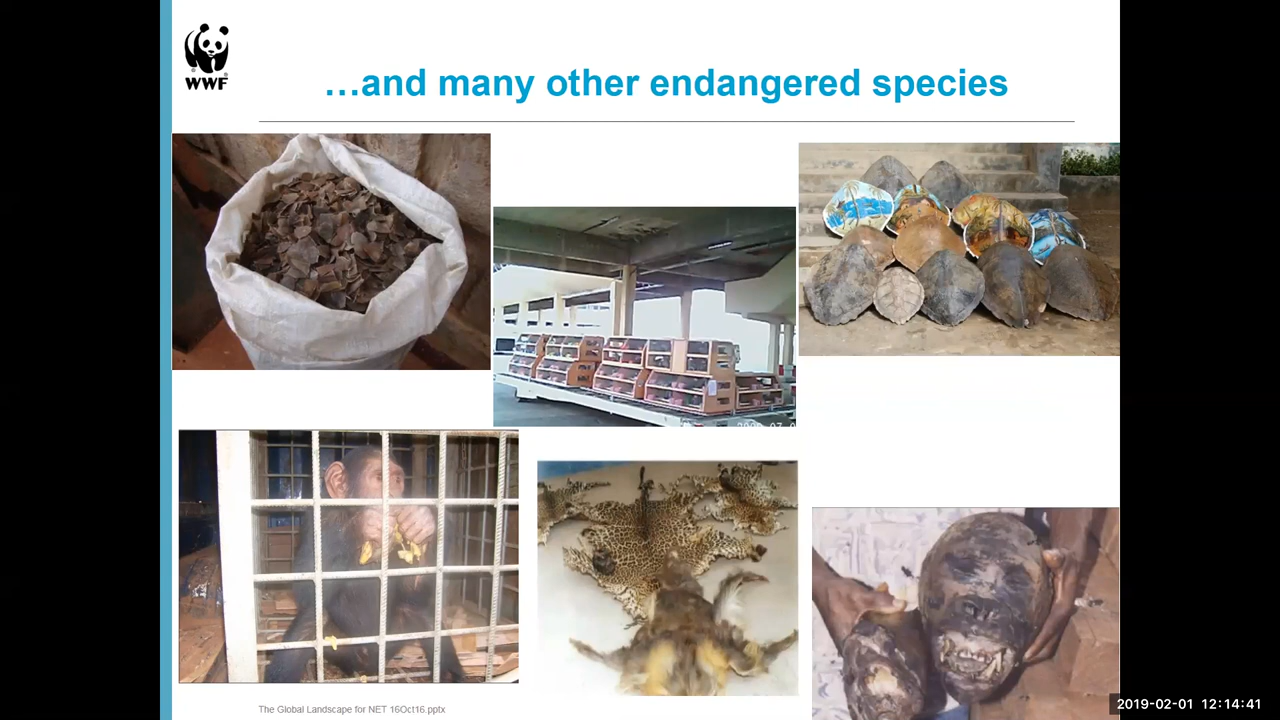 WWF
…and many other endangered species
The Global Landscape for NET 16Oct16.pptx
2019-02-01 12:14:41